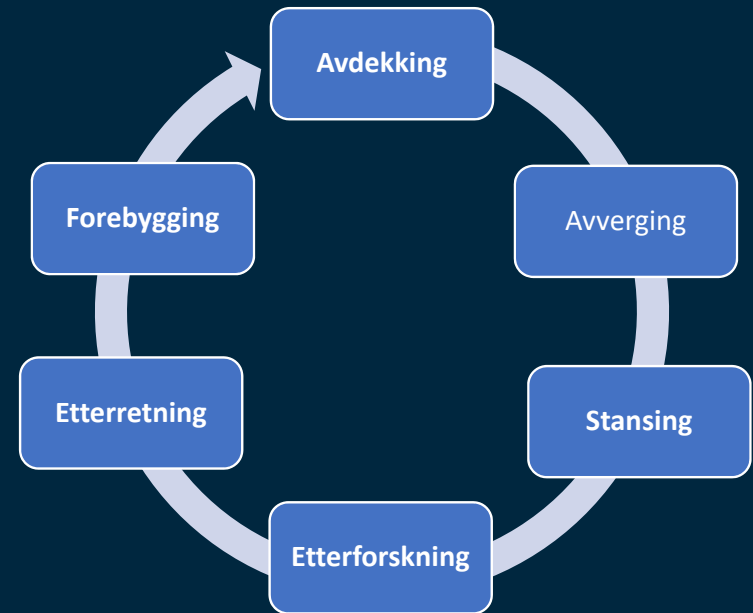 Avdekking
Avverging
Stansing
Etterforskning
Etterretning
Forebygging